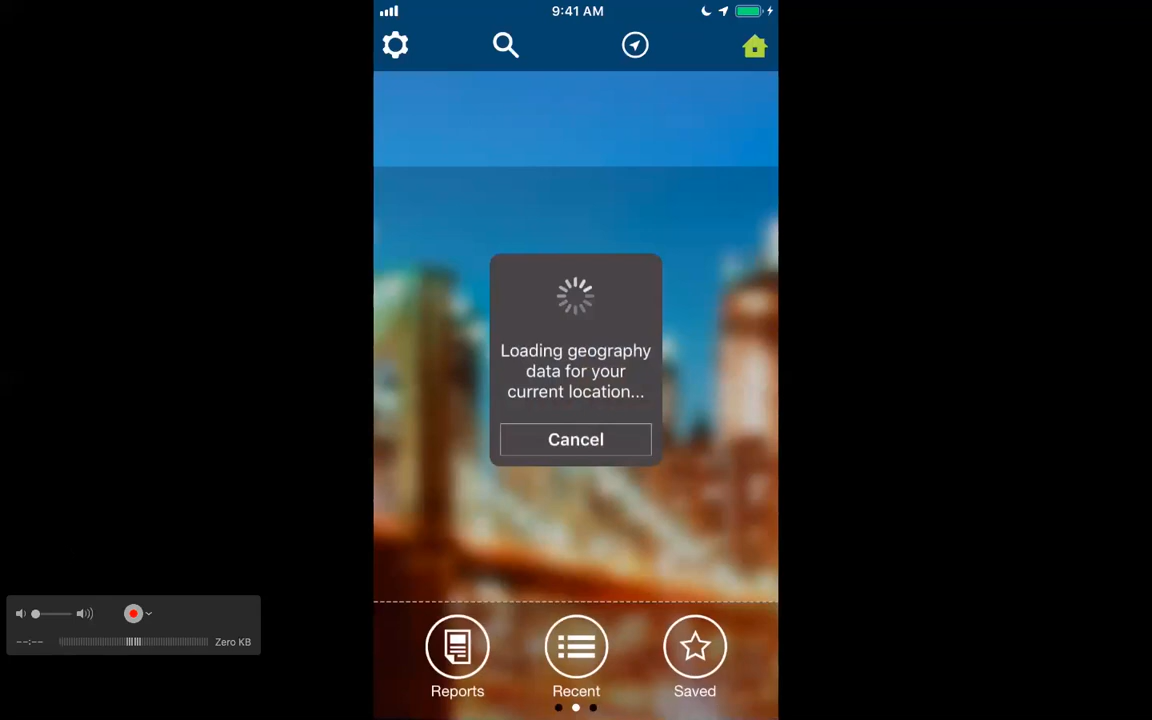 9:41 AM
Loading geography
data for your
current location...
Cancel
Reports Recent Saved
--:-- Zero KB